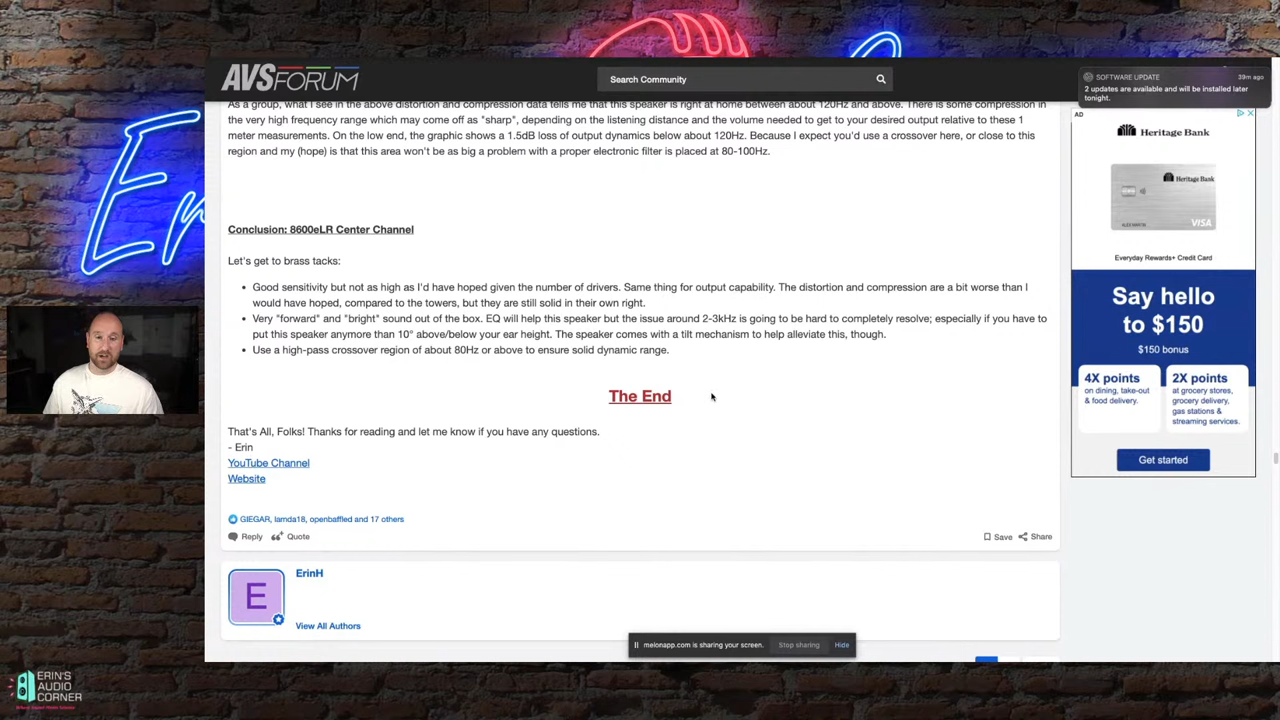 AVSFORUM
Search Community
SOFTWARE UPDATE
39m ago
2 updates are available and will be installed later
tonight.
As a group, what I see in the above distortion and compression data tells me that this speaker is right at home between about 120Hz and above. There is some compression in
the very high frequency range which may come off as "sharp", depending on the listening distance and the volume needed to get to your desired output relative to these 1
meter measurements. On the low end, the graphic shows a 1.5dB loss of output dynamics below about 120Hz. Because I expect you'd use a crossover here, or close to this
region and my (hope) is that this area won't be as big a problem with a proper electronic filter is placed at 80-100Hz.
Conclusion: 8600eLR Center Channel
Let's get to brass tacks:
Good sensitivity but not as high as I'd have hoped given the number of drivers. Same thing for output capability. The distortion and compression are a bit worse than I
would have hoped, compared to the towers, but they are still solid in their own right.
Very "forward" and "bright" sound out of the box. EQ will help this speaker but the issue around 2-3kHz is going to be hard to completely resolve; especially if you have to
put this speaker anymore than 10° above/below your ear height. The speaker comes with a tilt mechanism to help alleviate this, though.
Use a high-pass crossover region of about 80Hz or above to ensure solid dynamic range.
The End
That's All, Folks! Thanks for reading and let me know if you have any questions.
- Erin
YouTube Channel
Website
GIEGAR, lamda18, openbaffled and 17 others
Reply
Quote
Save
Share
E
ErinH
View All Authors
melonapp.com is sharing your screen.
Stop sharing
Hide
AD
Heritage Bank
Heritage Bank
VISA
Everyday Rewards+ Credit Card
Say hello
to $150
$150 bonus
4X points
on dining, take-out
& food delivery.
2X points
at grocery stores,
grocery delivery,
gas stations &
streaming services.
Get started
ERIN'S
AUDIO
CORNER